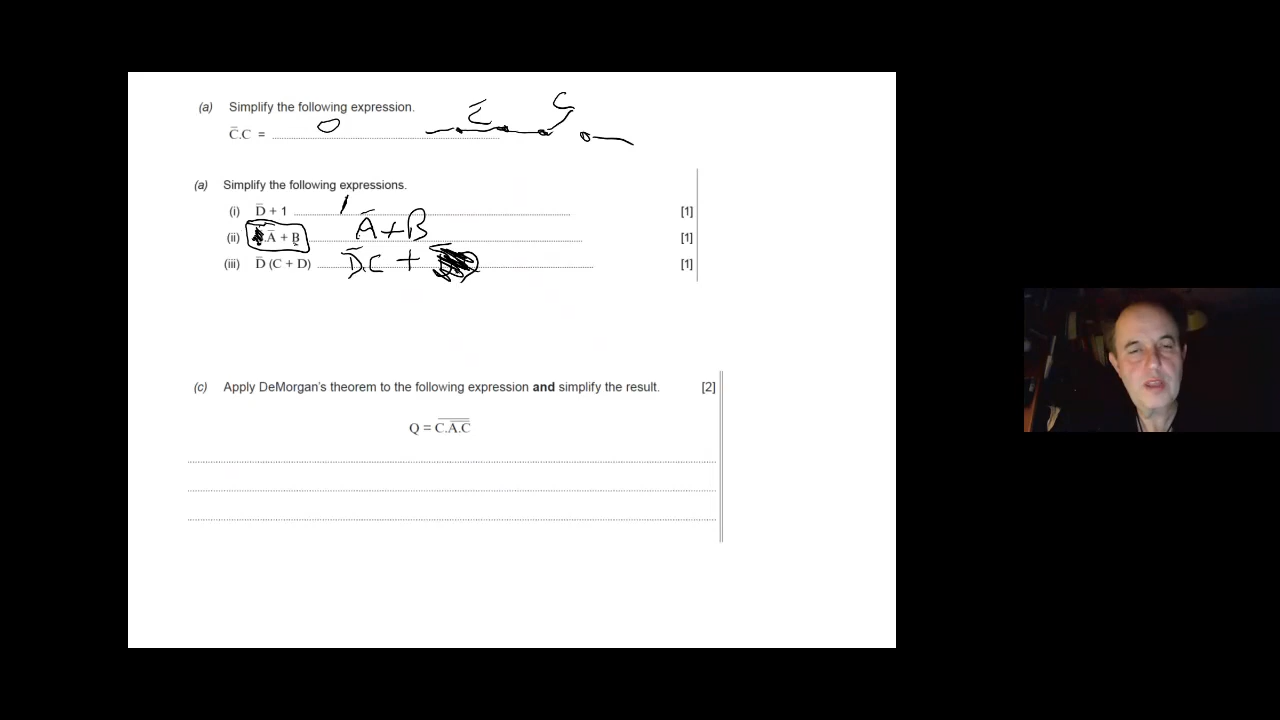 (a) Simplify the following expression.
C̅ C
C̅.C = 0
(a) Simplify the following expressions.
(i) D̅ + 1 1 [1]
(ii) .A̅ + B A̅+B [1]
(iii) D̅ (C + D) D̅.C + [1]
(c) Apply DeMorgan's theorem to the following expression and simplify the result. [2]
Q = C̅.̅A̅.̅C̅